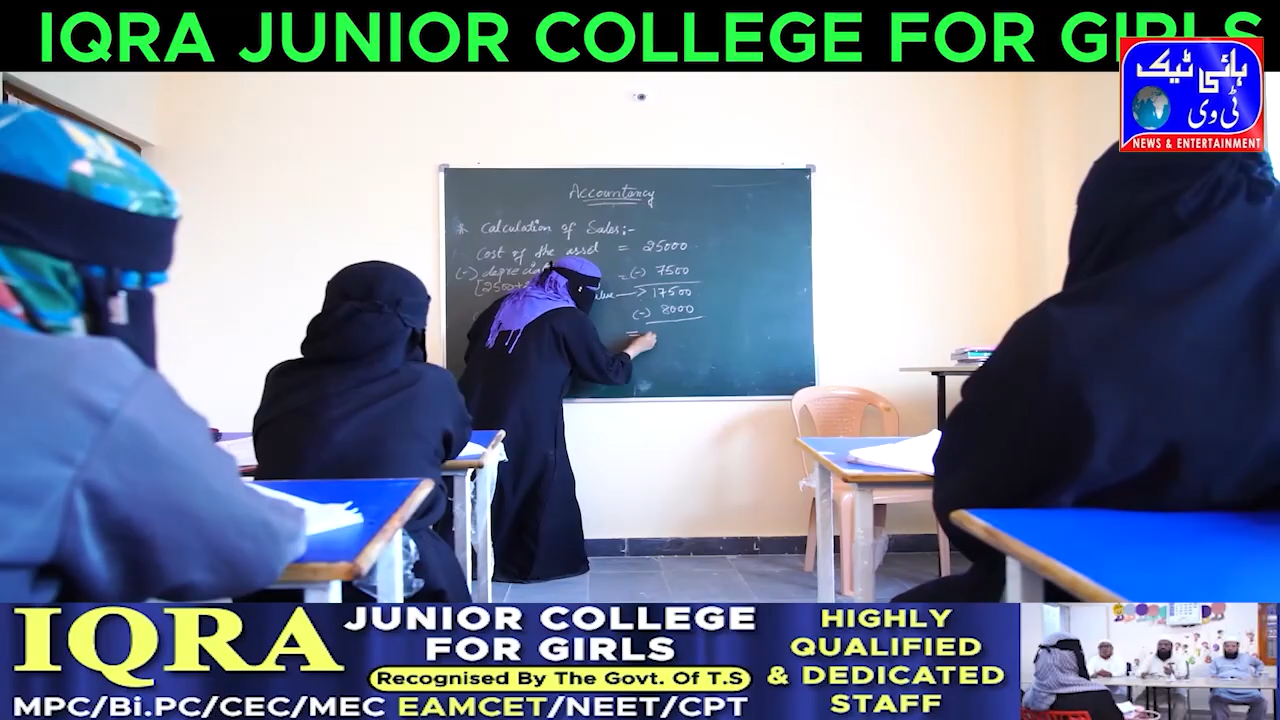 IQRA JUNIOR COLLEGE FOR GIRLS
ہائی ٹیک
ٹی وی
NEWS & ENTERTAINMENT
Accountancy
* Calculation of Sales:-
Cost of the asset = 25000
(-) depreciat = (-) 7500
[2500+ > 17500
(-) 8000
=
IQRA
JUNIOR COLLEGE
FOR GIRLS
Recognised By The Govt. Of T.S
MPC/Bi.PC/CEC/MEC EAMCET/NEET/CPT
HIGHLY
QUALIFIED
& DEDICATED
STAFF